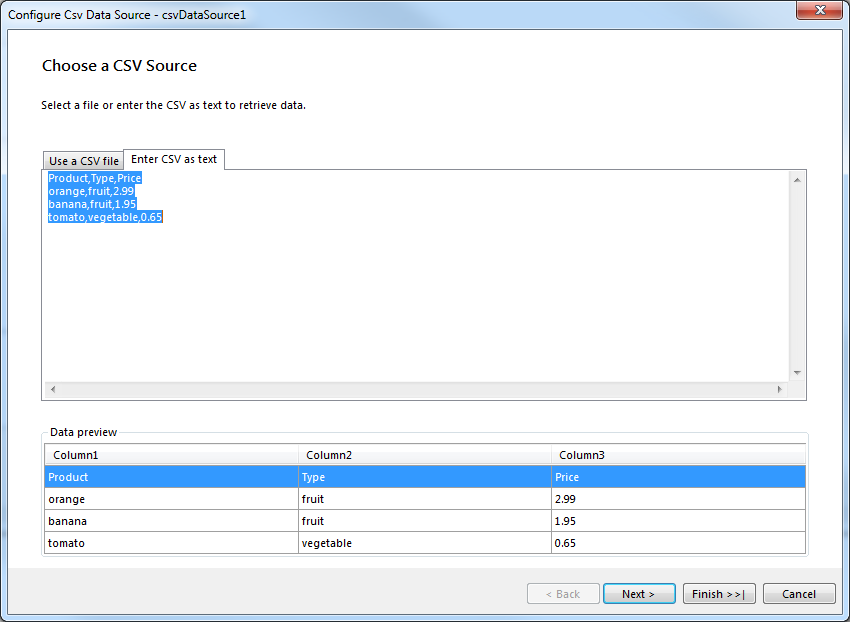 Configure Csv Data Source - csvDataSource1
Choose a CSV Source
Select a file or enter the CSV as text to retrieve data.
Use a CSV file Enter CSV as text
Product,Type,Price
orange,fruit,2.99
banana,fruit,1.95
tomato,vegetable,0.65
Data preview
Column1 Column2 Column3
Product Type Price
orange fruit 2.99
banana fruit 1.95
tomato vegetable 0.65
< Back Next > Finish >>| Cancel